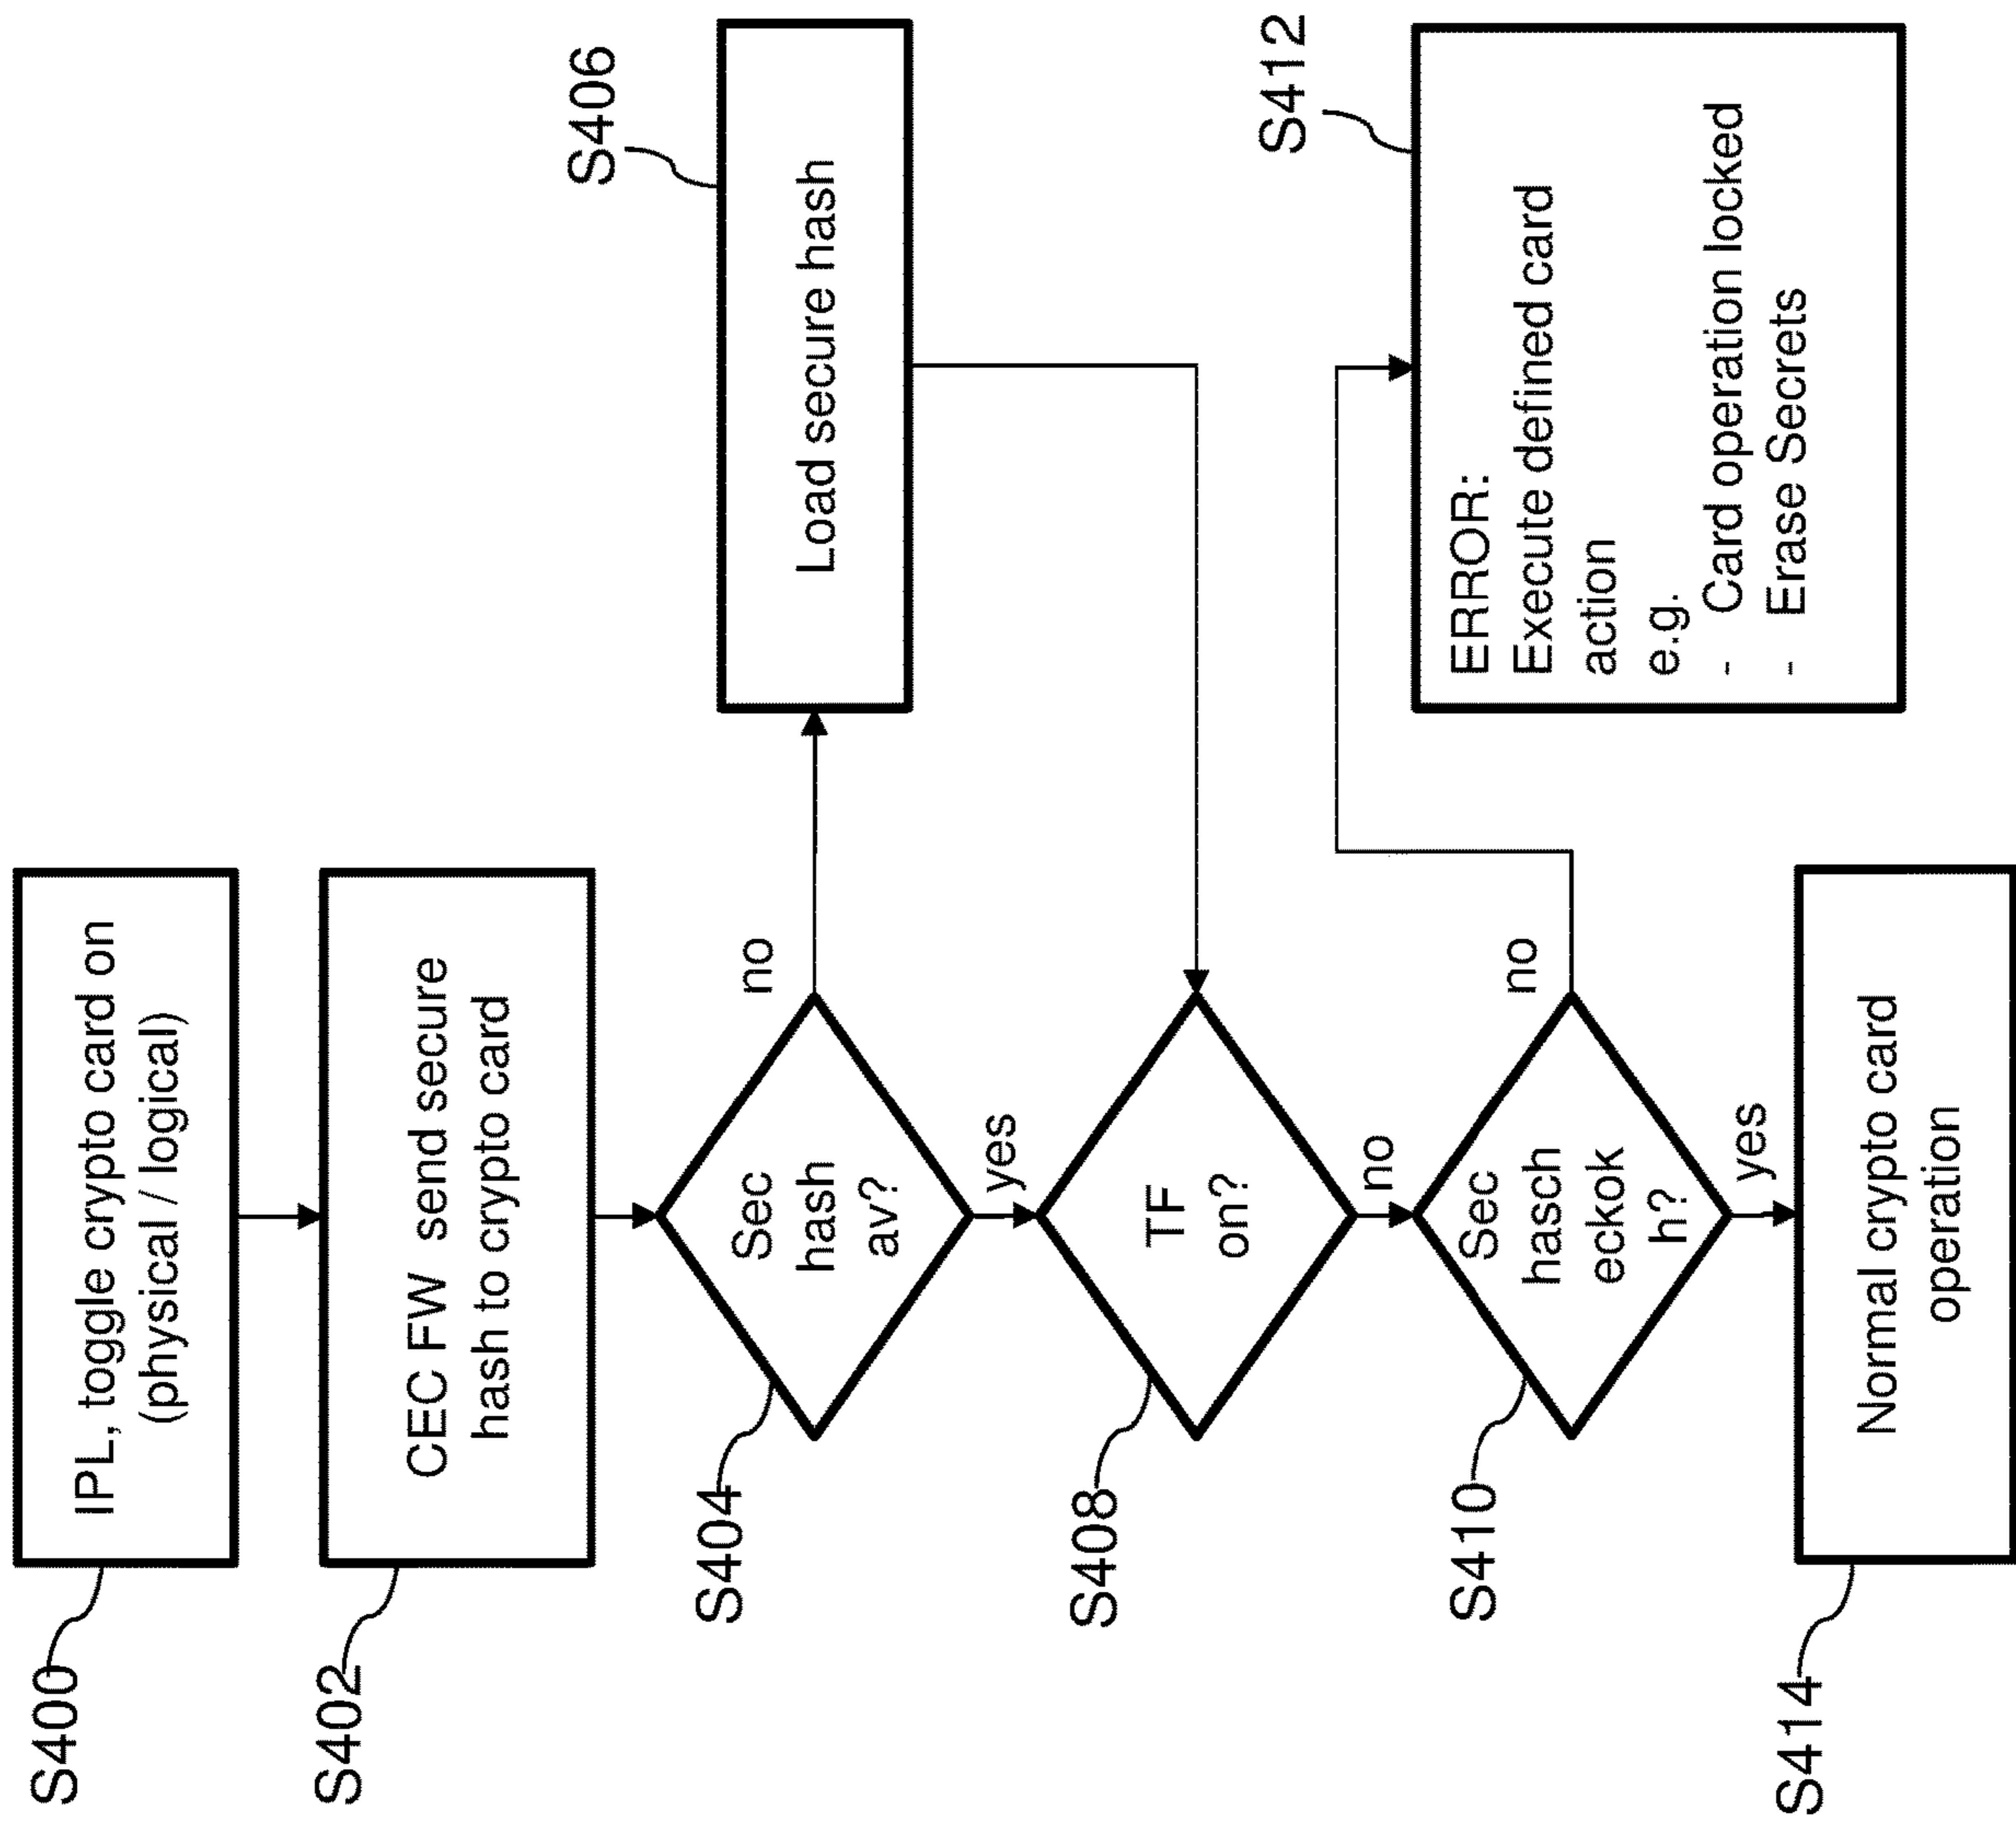 S400
IPL, toggle crypto card on
(physical / logical)
S402
CEC FW send secure
hash to crypto card
S404
Sec
hash
av?
no
yes
S406
Load secure hash
S408
TF
on?
no
S410
Sec
hasch
eckok
h?
no
yes
S412
ERROR:
Execute defined card
action
e.g.
- Card operation locked
- Erase Secrets
S414
Normal crypto card
operation